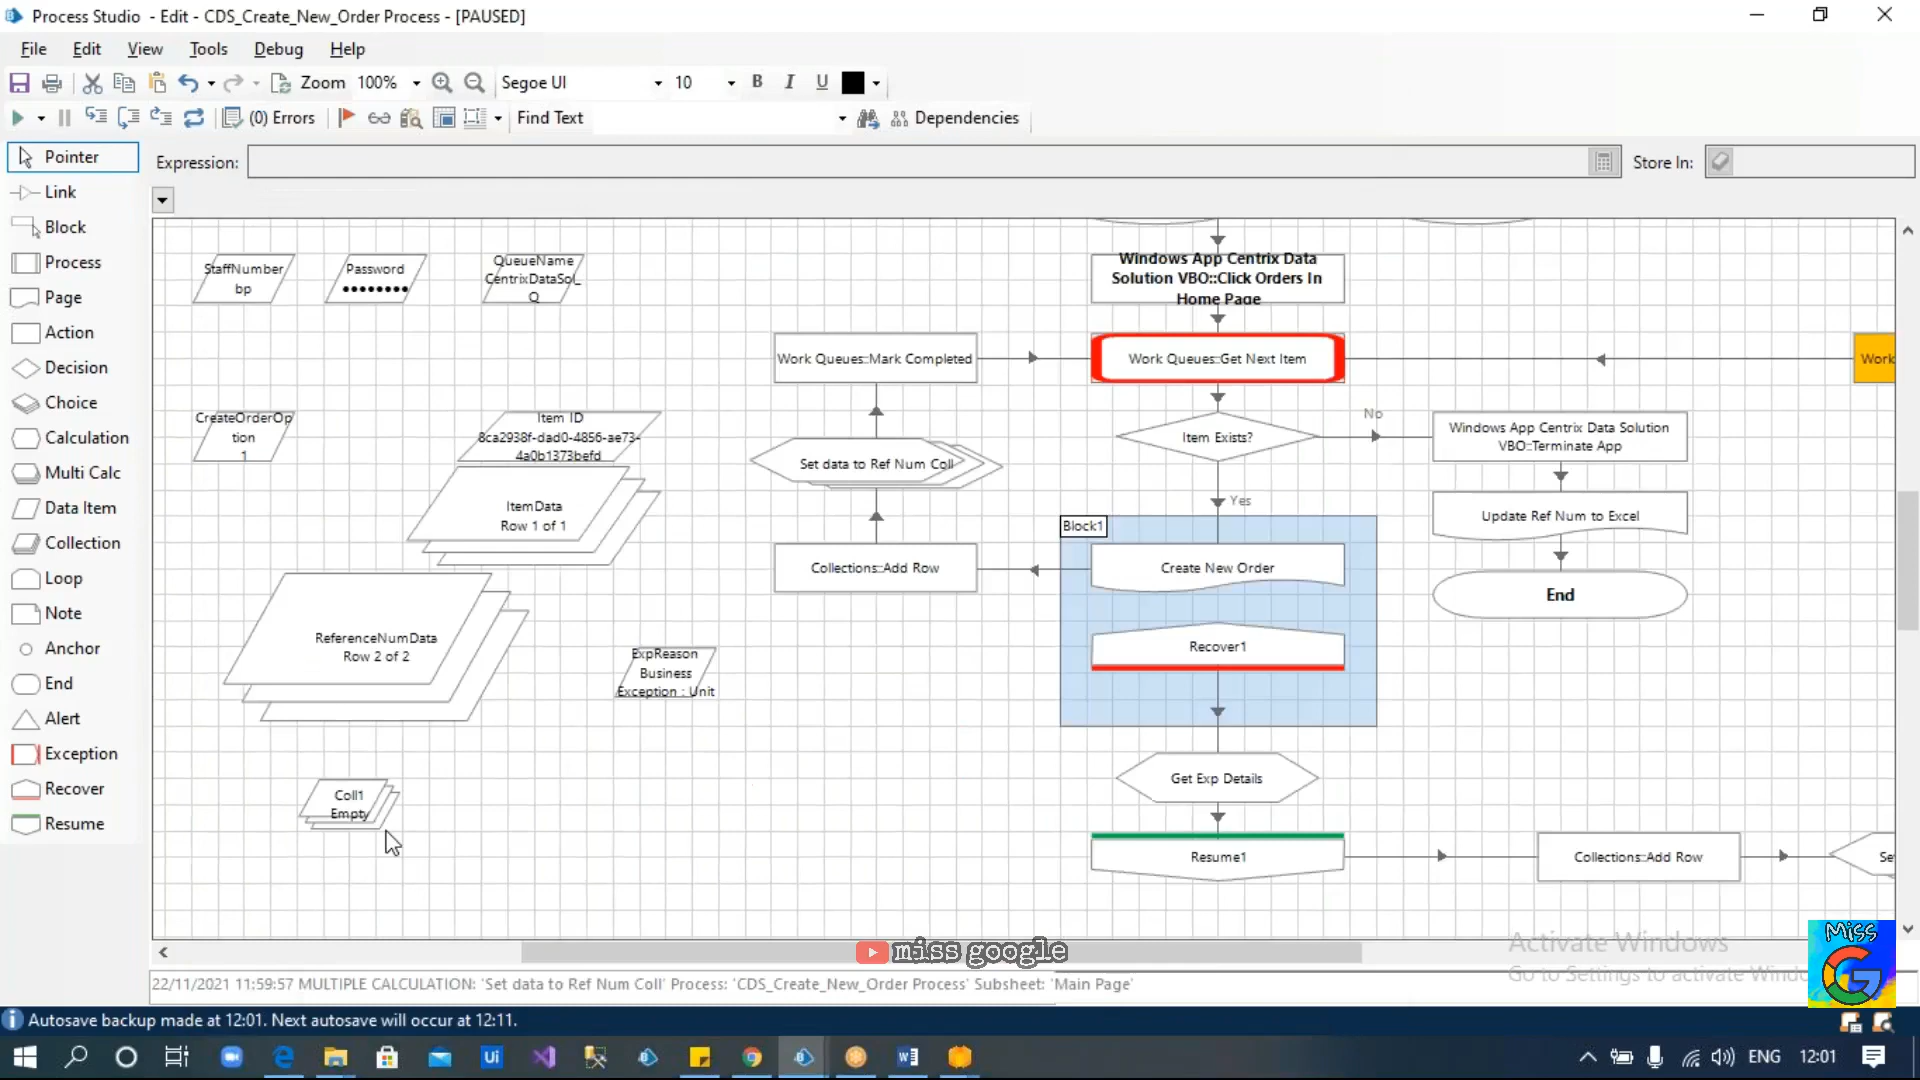 Process Studio - Edit - CDS_Create_New_Order Process - [PAUSED]
File Edit View Tools Debug Help
Zoom 100% Segoe UI 10 B I U
(0) Errors Find Text Dependencies
Pointer
Link
Block
Process
Page
Action
Decision
Choice
Calculation
Multi Calc
Data Item
Collection
Loop
Note
Anchor
End
Alert
Exception
Recover
Resume
Expression: Store In:
StaffNumber
bp
Password
••••••••
QueueName
CentrixDataSol_
Q
CreateOrderOp
tion
1
Item ID
8ca2938f-dad0-4856-ae73-
4a0b1373befd
ItemData
Row 1 of 1
ReferenceNumData
Row 2 of 2
ExpReason
Business
Exception : Unit
Coll1
Empty
Work Queues::Mark Completed
Set data to Ref Num Coll
Collections::Add Row
Windows App Centrix Data
Solution VBO::Click Orders In
Home Page
Work Queues::Get Next Item
Item Exists?
No
Yes
Block1
Create New Order
Recover1
Get Exp Details
Resume1
Windows App Centrix Data Solution
VBO::Terminate App
Update Ref Num to Excel
End
Work
Collections::Add Row
Se
miss google
Activate Windows
Go to Settings to activate Windo
Miss
G
22/11/2021 11:59:57 MULTIPLE CALCULATION: 'Set data to Ref Num Coll' Process: 'CDS_Create_New_Order Process' Subsheet: 'Main Page'
Autosave backup made at 12:01. Next autosave will occur at 12:11.
Ui
ENG 12:01